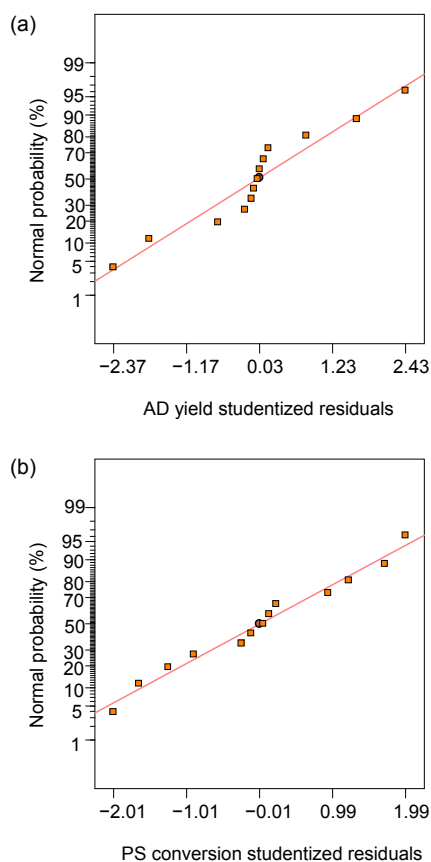 (a)
Normal probability (%)
99
95
90
80
70
50
30
20
10
5
1
−2.37 −1.17 0.03 1.23 2.43
AD yield studentized residuals
(b)
Normal probability (%)
99
95
90
80
70
50
30
20
10
5
1
−2.01 −1.01 −0.01 0.99 1.99
PS conversion studentized residuals